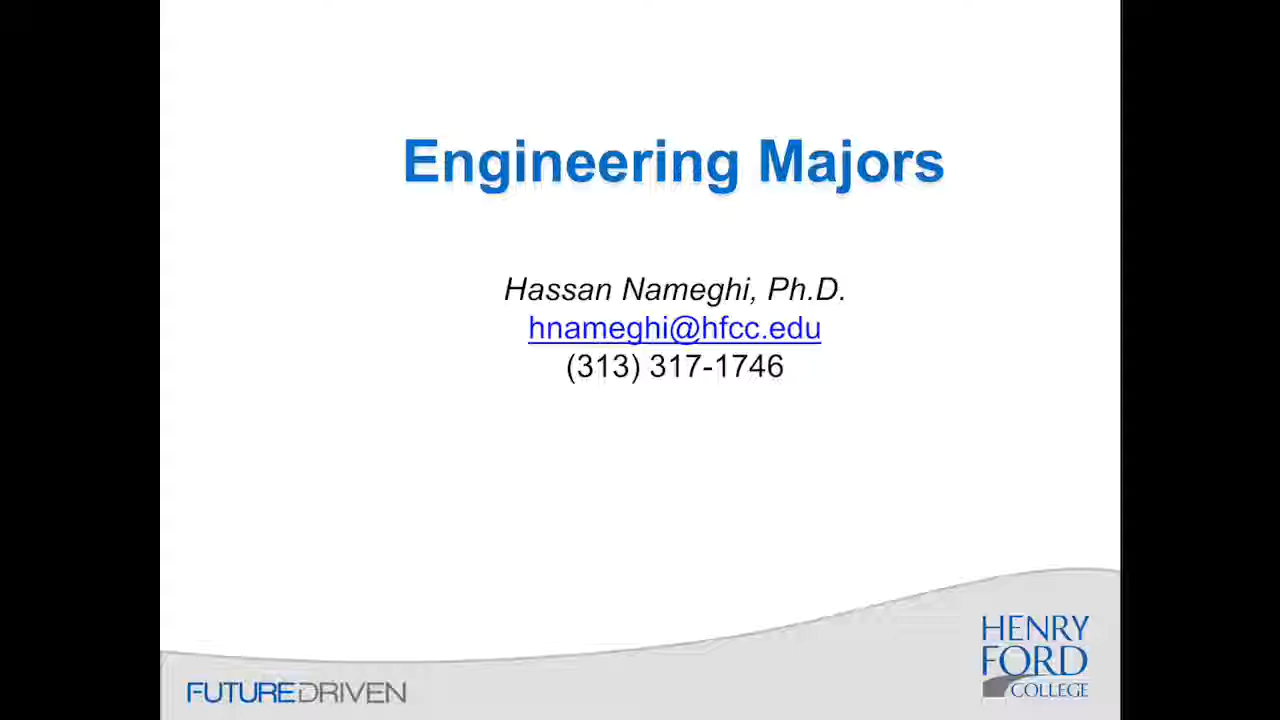 Engineering Majors
Hassan Nameghi, Ph.D.
hnameghi@hfcc.edu
(313) 317-1746
HENRY
FORD
COLLEGE
FUTUREDRIVEN